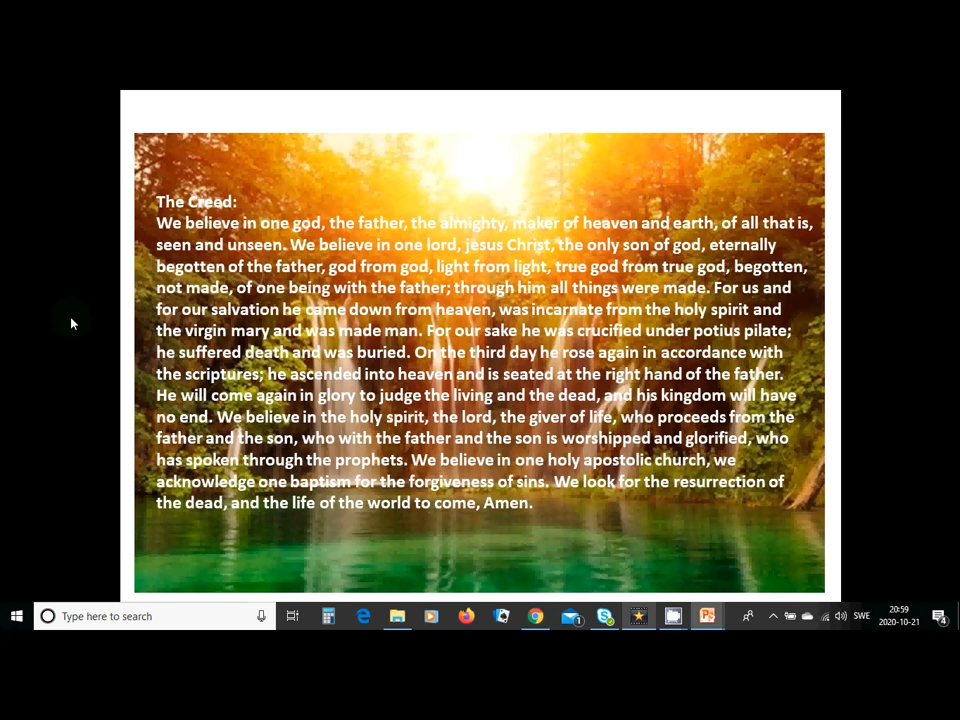 The Creed:
We believe in one god, the father, the almighty, maker of heaven and earth, of all that is,
seen and unseen. We believe in one lord, jesus Christ, the only son of god, eternally
begotten of the father, god from god, light from light, true god from true god, begotten,
not made, of one being with the father; through him all things were made. For us and
for our salvation he came down from heaven, was incarnate from the holy spirit and
the virgin mary and was made man. For our sake he was crucified under potius pilate;
he suffered death and was buried. On the third day he rose again in accordance with
the scriptures; he ascended into heaven and is seated at the right hand of the father.
He will come again in glory to judge the living and the dead, and his kingdom will have
no end. We believe in the holy spirit, the lord, the giver of life, who proceeds from the
father and the son, who with the father and the son is worshipped and glorified, who
has spoken through the prophets. We believe in one holy apostolic church, we
acknowledge one baptism for the forgiveness of sins. We look for the resurrection of
the dead, and the life of the world to come, Amen.
Type here to search
1
SWE
20:59
2020-10-21
4